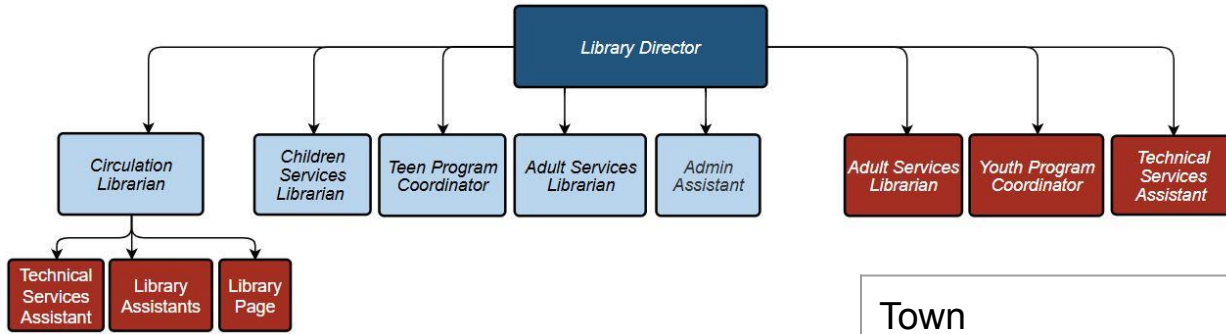 Library Director
Circulation
Librarian
Children
Services
Librarian
Teen Program
Coordinator
Adult Services
Librarian
Admin
Assistant
Adult Services
Librarian
Youth Program
Coordinator
Technical
Services
Assistant
Technical
Services
Assistant
Library
Assistants
Library
Page
Town